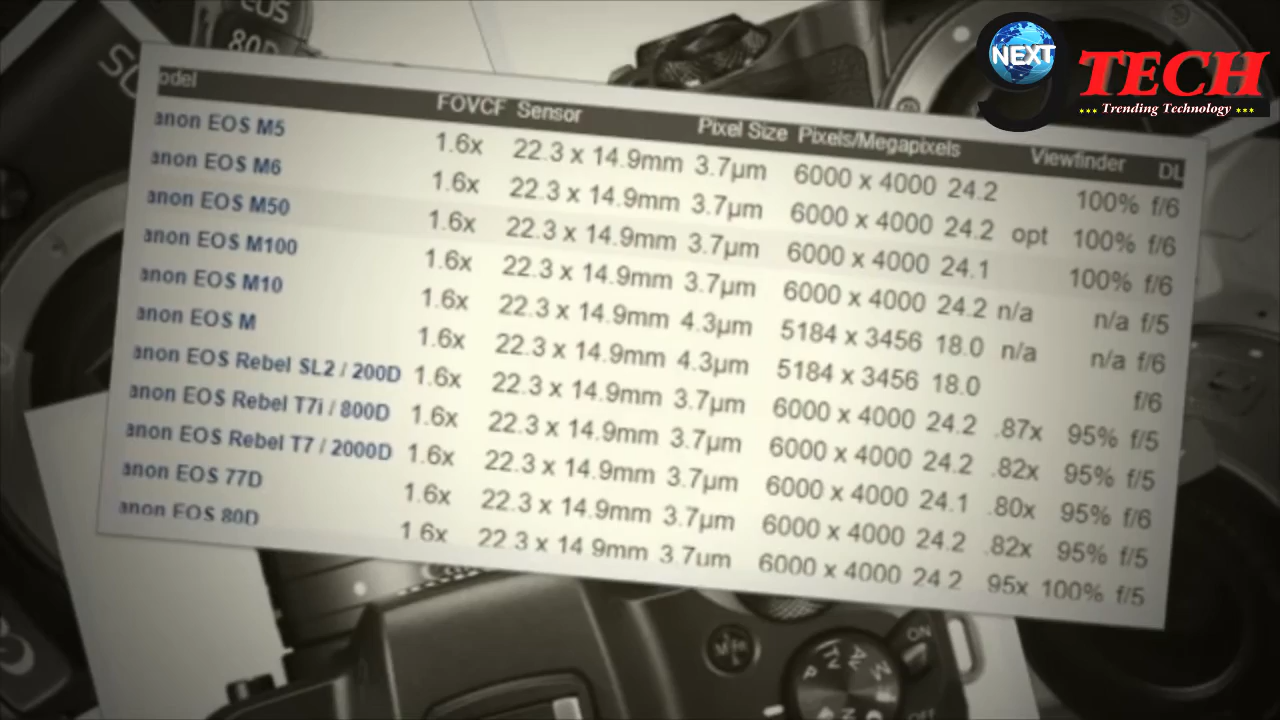 EOS
80D
NEXT
9
TECH
*** Trending Technology ***
odel FOVCF Sensor Pixel Size Pixels/Megapixels Viewfinder DL
anon EOS M5 1.6x 22.3 x 14.9mm 3.7µm 6000 x 4000 24.2 100% f/6
anon EOS M6 1.6x 22.3 x 14.9mm 3.7µm 6000 x 4000 24.2 opt 100% f/6
anon EOS M50 1.6x 22.3 x 14.9mm 3.7µm 6000 x 4000 24.1 100% f/6
anon EOS M100 1.6x 22.3 x 14.9mm 3.7µm 6000 x 4000 24.2 n/a n/a f/5
anon EOS M10 1.6x 22.3 x 14.9mm 4.3µm 5184 x 3456 18.0 n/a n/a f/6
anon EOS M 1.6x 22.3 x 14.9mm 4.3µm 5184 x 3456 18.0 f/6
anon EOS Rebel SL2 / 200D 1.6x 22.3 x 14.9mm 3.7µm 6000 x 4000 24.2 .87x 95% f/5
anon EOS Rebel T7i / 800D 1.6x 22.3 x 14.9mm 3.7µm 6000 x 4000 24.2 .82x 95% f/5
anon EOS Rebel T7 / 2000D 1.6x 22.3 x 14.9mm 3.7µm 6000 x 4000 24.1 .80x 95% f/6
anon EOS 77D 1.6x 22.3 x 14.9mm 3.7µm 6000 x 4000 24.2 .82x 95% f/5
anon EOS 80D 1.6x 22.3 x 14.9mm 3.7µm 6000 x 4000 24.2 95x 100% f/5
ON
P Tv Av M
OFF